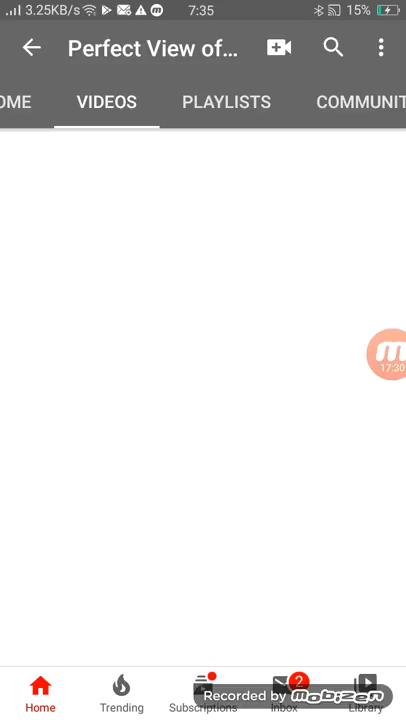 3.25KB/s 7:35 15%
Perfect View of...
OME VIDEOS PLAYLISTS COMMUNIT
m
17:30
2
Recorded by mobizen
Home Trending Subscriptions Inbox Library